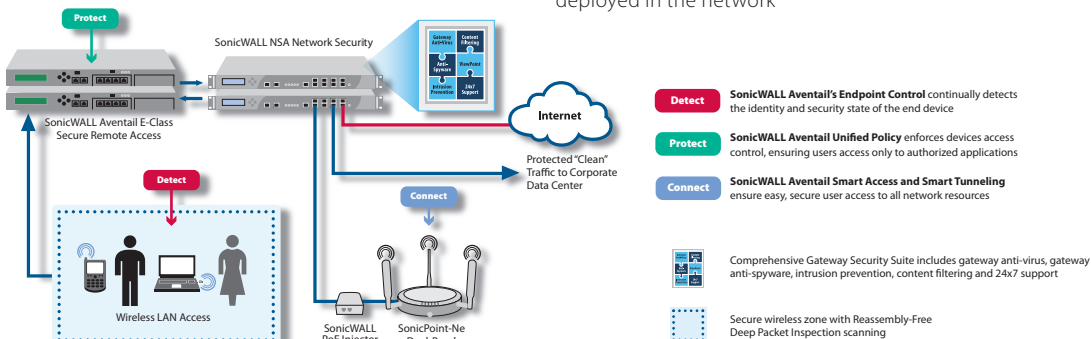 deployed in the network
Protect
SonicWALL NSA Network Security
Gateway
Anti-Virus
Content
Filtering
Anti-
Spyware
ViewPoint
Intrusion
Prevention
24x7
Support
SonicWALL Aventail E-Class
Secure Remote Access
Internet
Protected “Clean”
Traffic to Corporate
Data Center
Detect
Connect
Wireless LAN Access
SonicWALL
PoE Injector
SonicPoint-Ne
Detect
SonicWALL Aventail's Endpoint Control continually detects
the identity and security state of the end device
Protect
SonicWALL Aventail Unified Policy enforces devices access
control, ensuring users access only to authorized applications
Connect
SonicWALL Aventail Smart Access and Smart Tunneling
ensure easy, secure user access to all network resources
Comprehensive Gateway Security Suite includes gateway anti-virus, gateway
anti-spyware, intrusion prevention, content filtering and 24x7 support
Secure wireless zone with Reassembly-Free
Deep Packet Inspection scanning